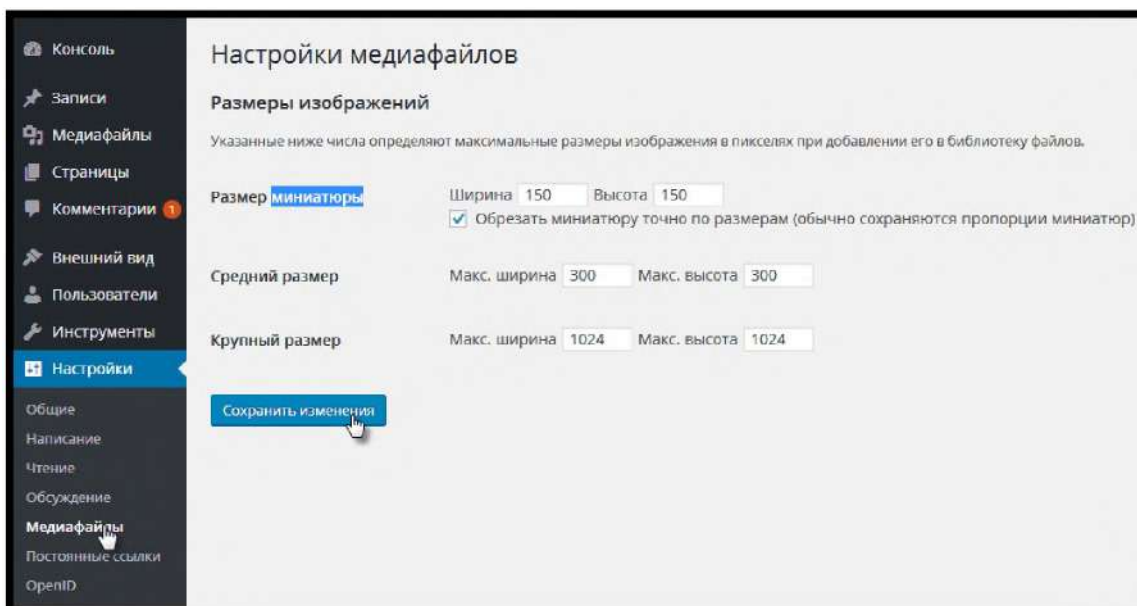 Консоль
Записи
Медиафайлы
Страницы
Комментарии 1
Внешний вид
Пользователи
Инструменты
Настройки
Общие
Написание
Чтение
Обсуждение
Медиафайлы
Постоянные ссылки
OpenID
Настройки медиафайлов
Размеры изображений
Указанные ниже числа определяют максимальные размеры изображения в пикселях при добавлении его в библиотеку файлов.
Размер миниатюры Ширина 150 Высота 150
Обрезать миниатюру точно по размерам (обычно сохраняются пропорции миниатюр)
Средний размер Макс. ширина 300 Макс. высота 300
Крупный размер Макс. ширина 1024 Макс. высота 1024
Сохранить изменения